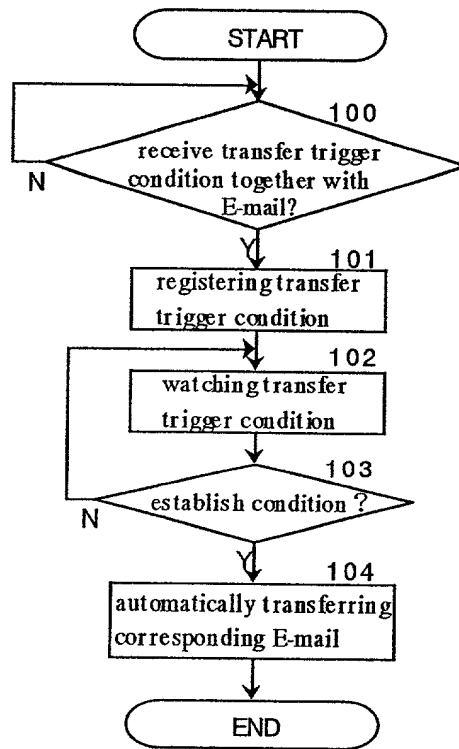 START
100
receive transfer trigger
condition together with
E-mail?
N
Y
101
registering transfer
trigger condition
102
watching transfer
trigger condition
103
establish condition ?
N
Y
104
automatically transferring
corresponding E-mail
END